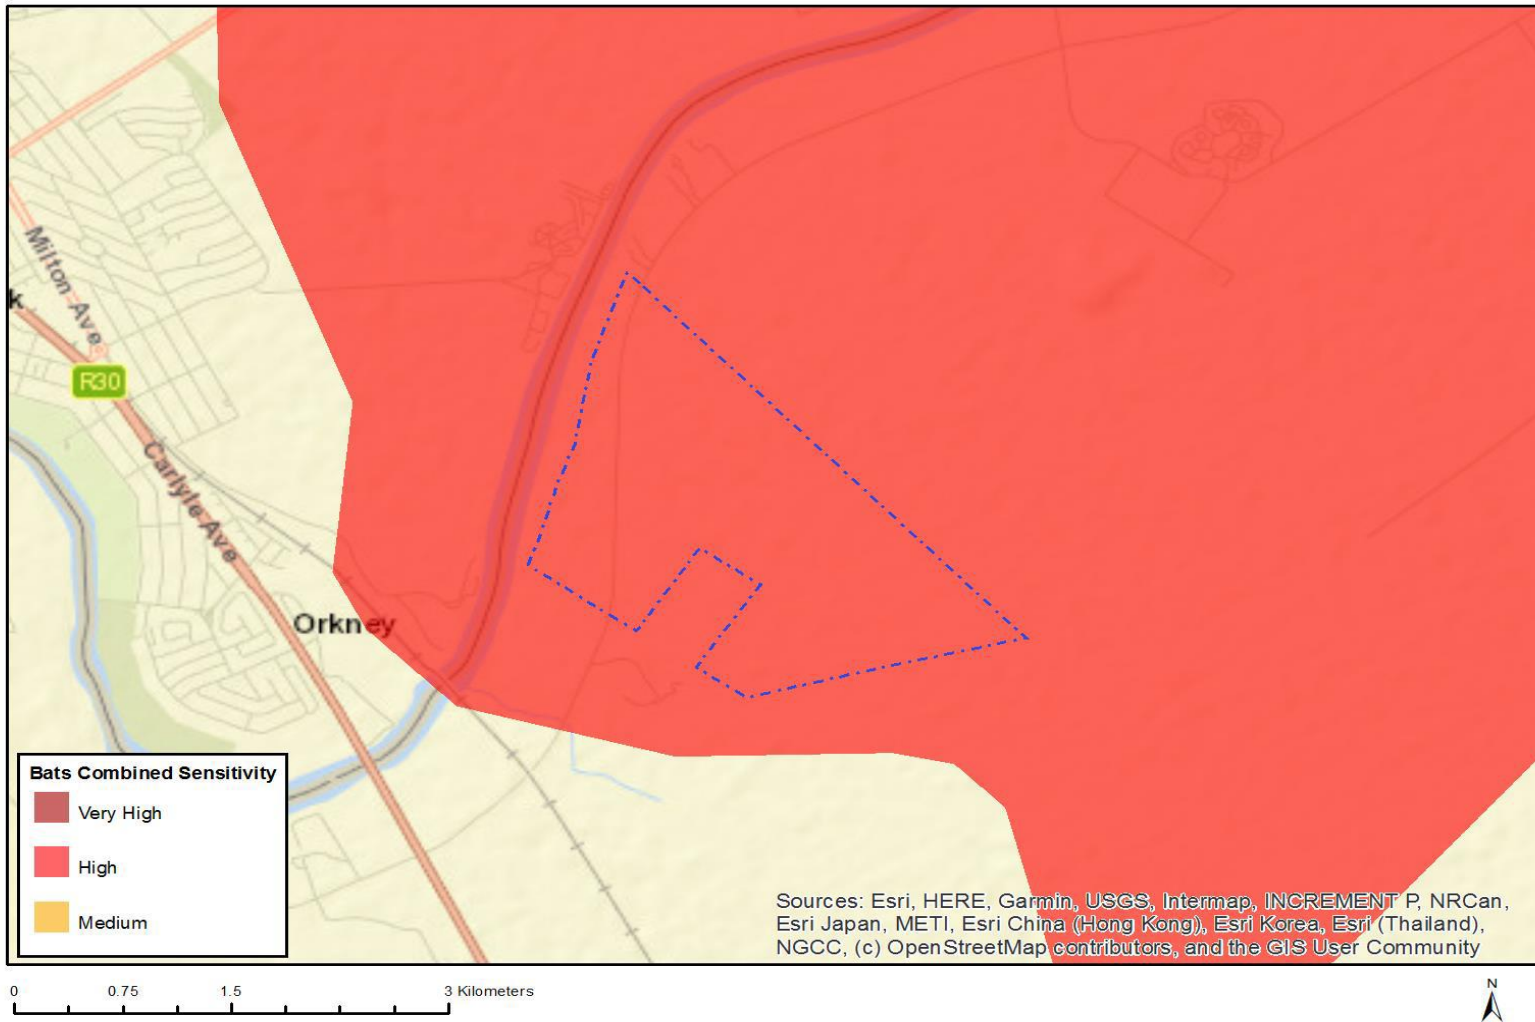 Milton Ave
k
R30
Carlyle Ave
Orkney
Bats Combined Sensitivity
Very High
High
Medium
Sources: Esri, HERE, Garmin, USGS, Intermap, INCREMENT P, NRCan,
Esri Japan, METI, Esri China (Hong Kong), Esri Korea, Esri (Thailand),
NGCC, (c) OpenStreetMap contributors, and the GIS User Community
0 0.75 1.5 3 Kilometers
N